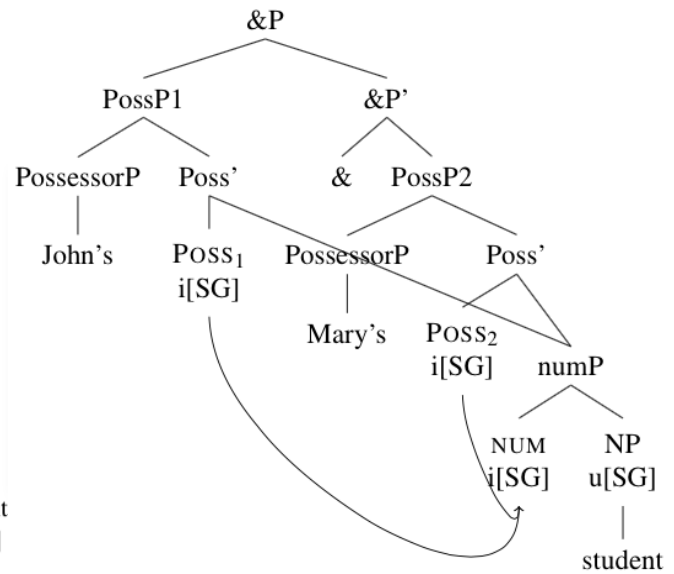 &P
PossP1 &P’
PossessorP Poss’ & PossP2
John’s POSS1 PossessorP Poss’
i[SG]
Mary’s POSS2
i[SG] numP
NUM NP
i[SG] u[SG]
t
]
student